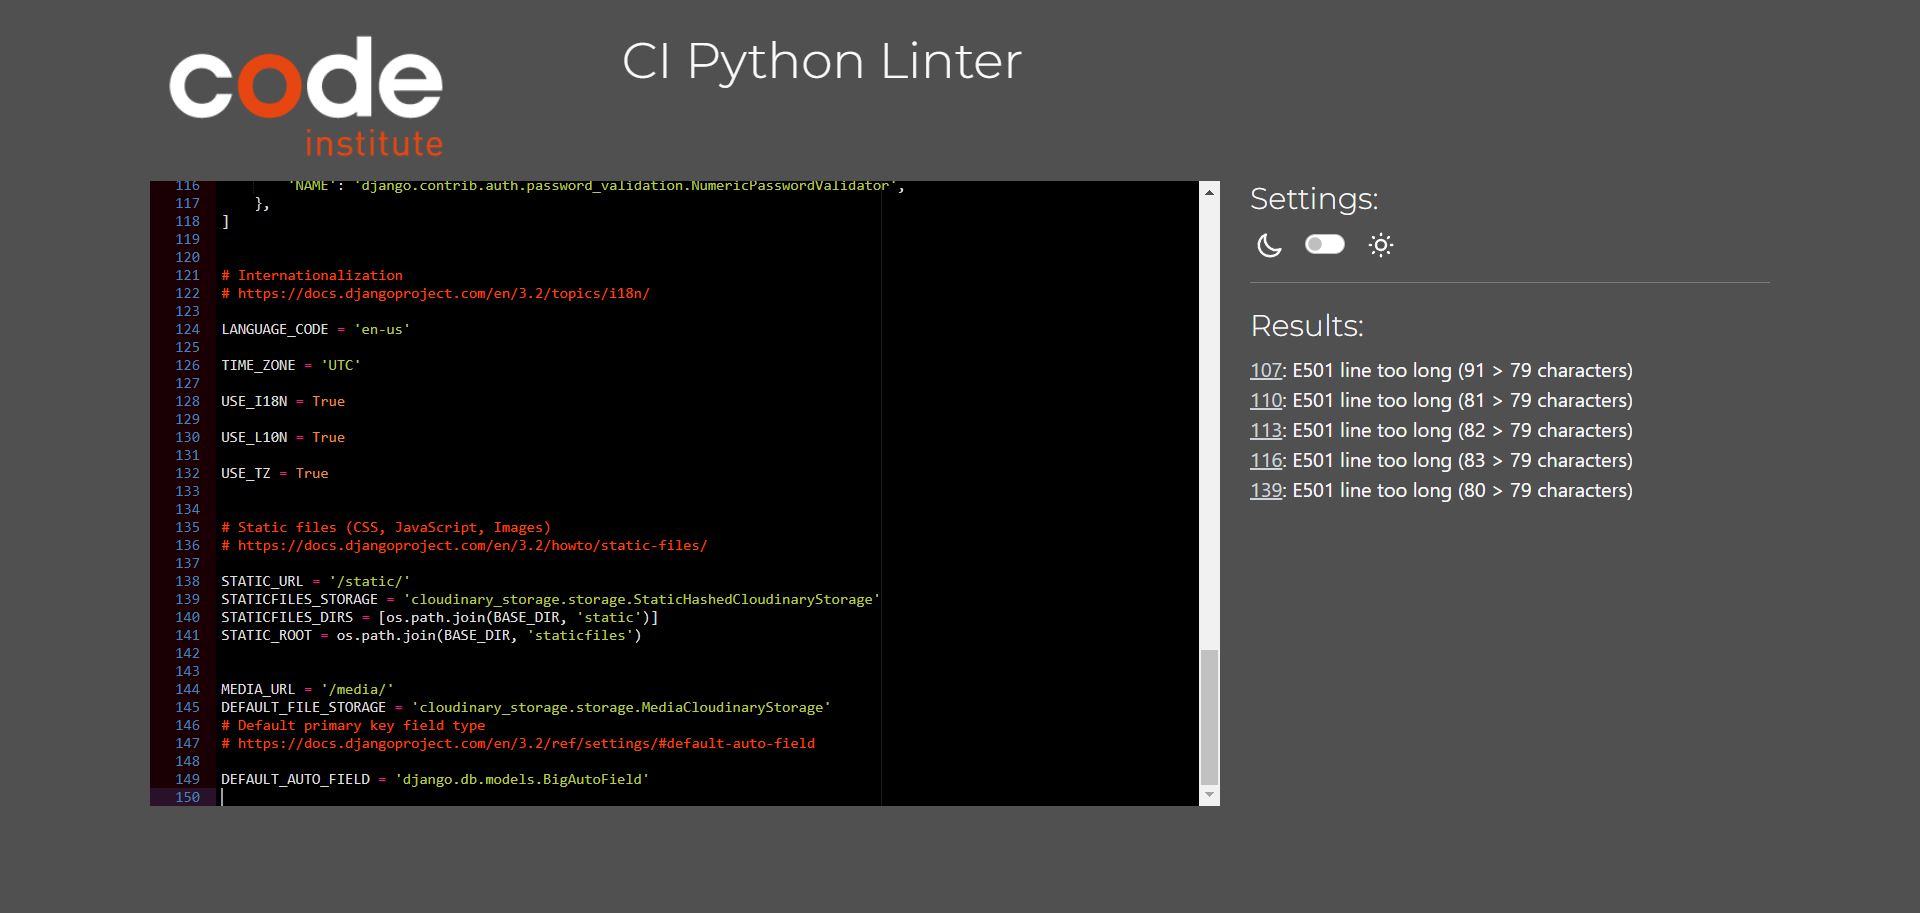 code
institute
CI Python Linter
116 'NAME': 'django.contrib.auth.password_validation.NumericPasswordValidator',
117 },
118 ]
119
120
121 # Internationalization
122 # https://docs.djangoproject.com/en/3.2/topics/i18n/
123
124 LANGUAGE_CODE = 'en-us'
125
126 TIME_ZONE = 'UTC'
127
128 USE_I18N = True
129
130 USE_L10N = True
131
132 USE_TZ = True
133
134
135 # Static files (CSS, JavaScript, Images)
136 # https://docs.djangoproject.com/en/3.2/howto/static-files/
137
138 STATIC_URL = '/static/'
139 STATICFILES_STORAGE = 'cloudinary_storage.storage.StaticHashedCloudinaryStorage'
140 STATICFILES_DIRS = [os.path.join(BASE_DIR, 'static')]
141 STATIC_ROOT = os.path.join(BASE_DIR, 'staticfiles')
142
143
144 MEDIA_URL = '/media/'
145 DEFAULT_FILE_STORAGE = 'cloudinary_storage.storage.MediaCloudinaryStorage'
146 # Default primary key field type
147 # https://docs.djangoproject.com/en/3.2/ref/settings/#default-auto-field
148
149 DEFAULT_AUTO_FIELD = 'django.db.models.BigAutoField'
150
Settings:
Results:
107: E501 line too long (91 > 79 characters)
110: E501 line too long (81 > 79 characters)
113: E501 line too long (82 > 79 characters)
116: E501 line too long (83 > 79 characters)
139: E501 line too long (80 > 79 characters)